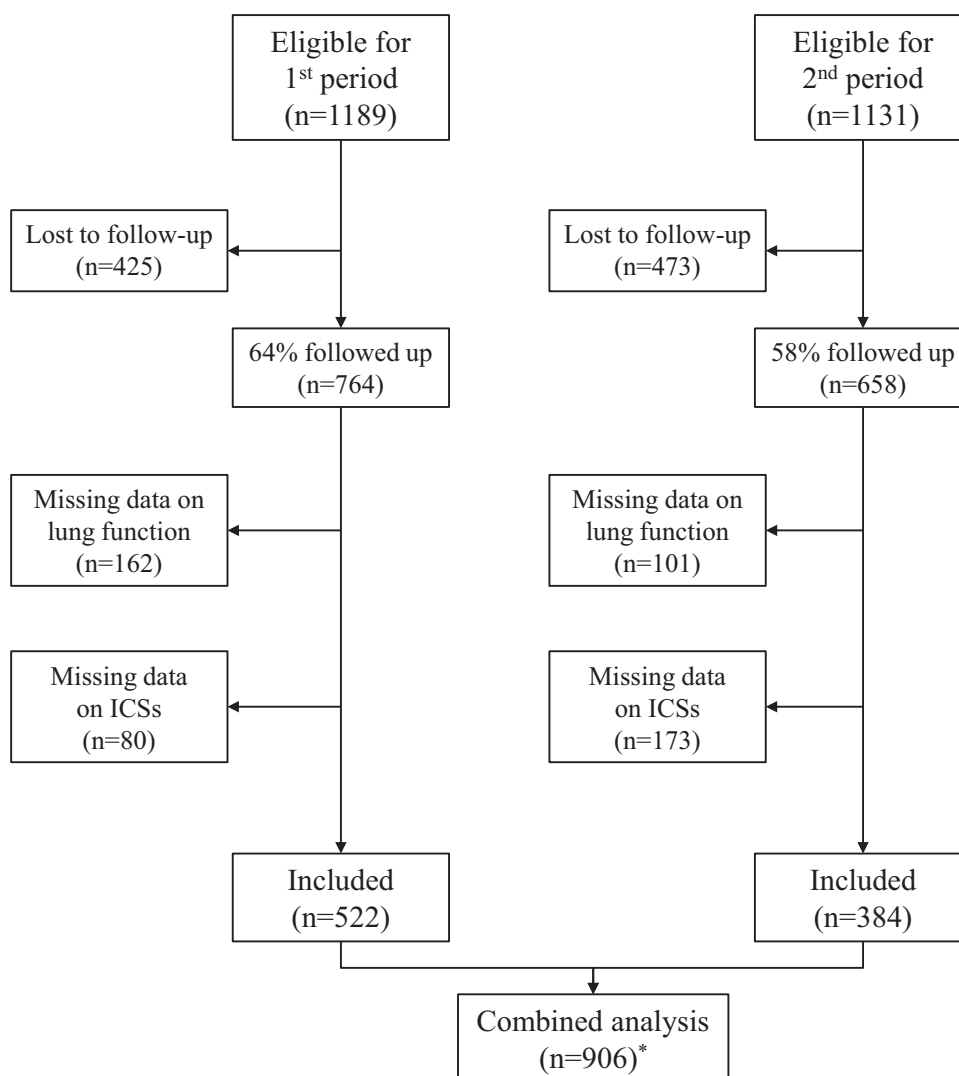 Eligible for
1st period
(n=1189)
Eligible for
2nd period
(n=1131)
Lost to follow-up
(n=425)
Lost to follow-up
(n=473)
64% followed up
(n=764)
58% followed up
(n=658)
Missing data on
lung function
(n=162)
Missing data on
lung function
(n=101)
Missing data
on ICSs
(n=80)
Missing data
on ICSs
(n=173)
Included
(n=522)
Included
(n=384)
Combined analysis
(n=906)*